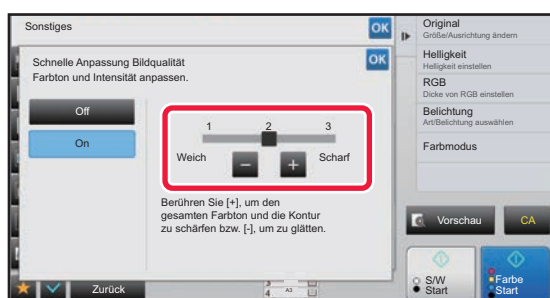 Sonstiges
OK
Schnelle Anpassung Bildqualität
Farbton und Intensität anpassen.
OK
Off
On
1 2 3
Weich
Scharf
Berühren Sie [+], um den
gesamten Farbton und die Kontur
zu schärfen bzw. [-], um zu glätten.
Zurück
A3
Original
Größe/Ausrichtung ändern
Helligkeit
Helligkeit einstellen
RGB
Dicke von RGB einstellen
Belichtung
Art/Belichtung auswählen
Farbmodus
Vorschau
CA
S/W
Start
Farbe
Start